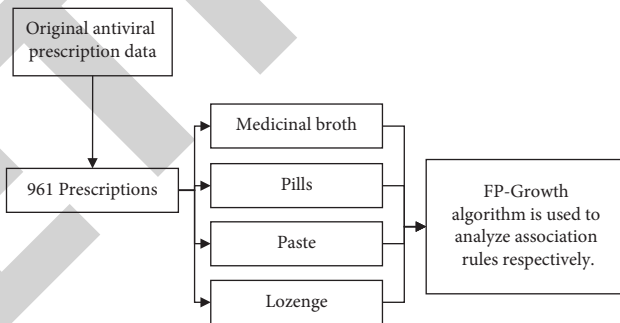 Original antiviral
prescription data
961 Prescriptions
Medicinal broth
Pills
Paste
Lozenge
FP-Growth
algorithm is used to
analyze association
rules respectively.